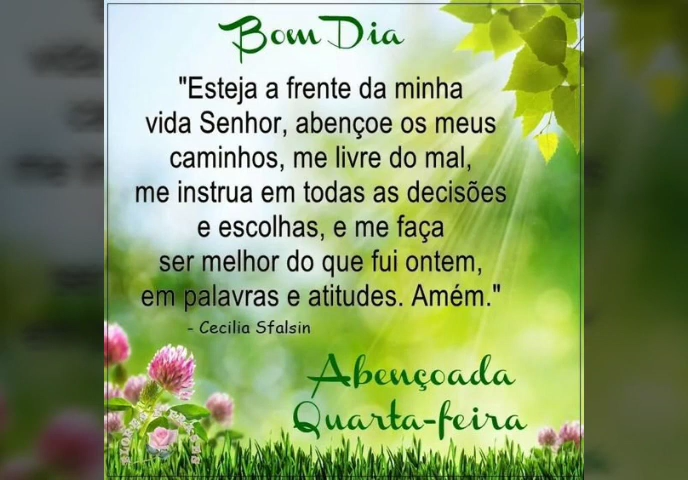 Bom Dia
"Esteja a frente da minha
vida Senhor, abençoe os meus
caminhos, me livre do mal,
me instrua em todas as decisões
e escolhas, e me faça
ser melhor do que fui ontem,
em palavras e atitudes. Amém."
- Cecilia Sfalsin
Abençoada
Quarta-feira